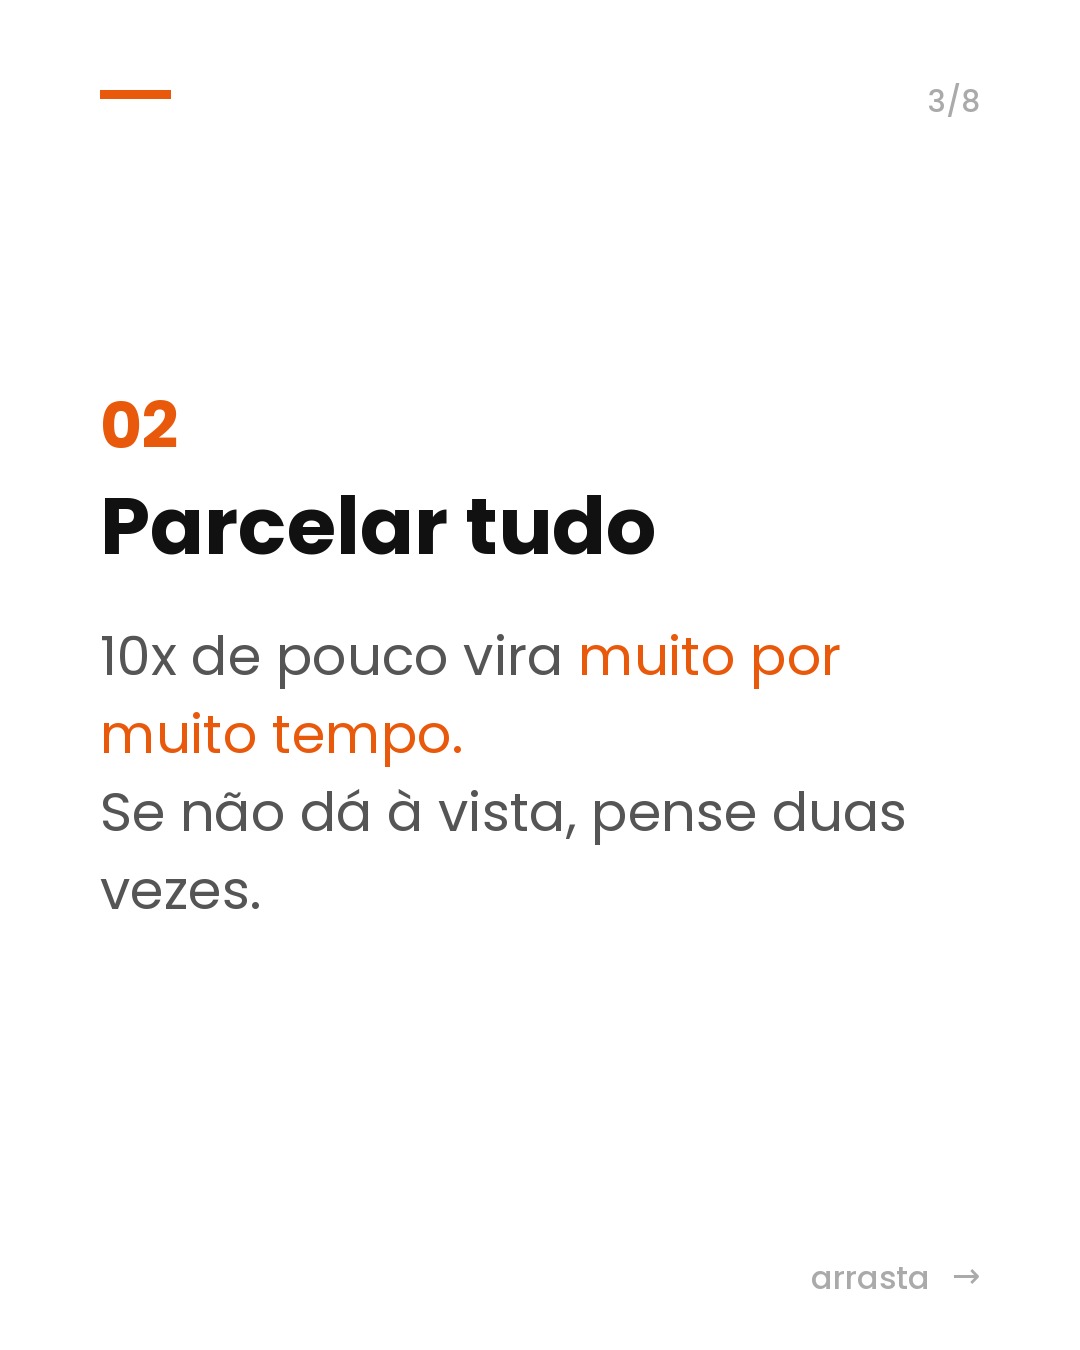 3/8
02
Parcelar tudo
10x de pouco vira muito por
muito tempo.
Se não dá à vista, pense duas
vezes.
arrasta →